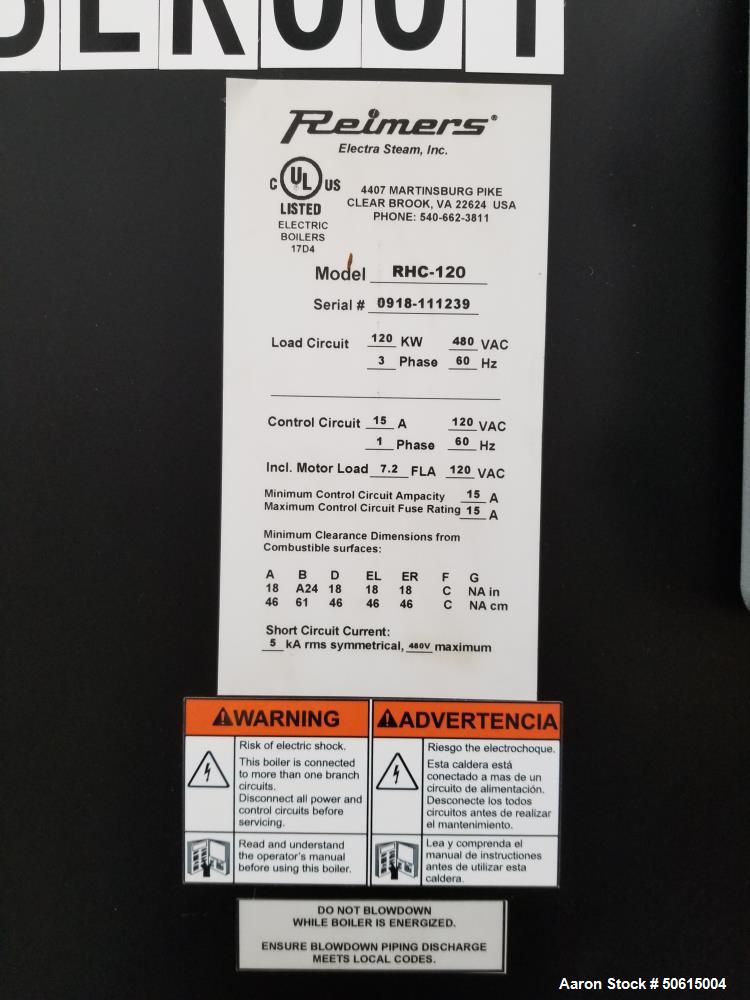 Reimers®
Electra Steam, Inc.
C UL US
LISTED
ELECTRIC
BOILERS
17D4
4407 MARTINSBURG PIKE
CLEAR BROOK, VA 22624 USA
PHONE: 540-662-3811
Model RHC-120
Serial # 0918-111239
Load Circuit 120 KW 480 VAC
3 Phase 60 Hz
Control Circuit 15 A 120 VAC
1 Phase 60 Hz
Incl. Motor Load 7.2 FLA 120 VAC
Minimum Control Circuit Ampacity 15 A
Maximum Control Circuit Fuse Rating 15 A
Minimum Clearance Dimensions from
Combustible surfaces:
A B D EL ER F G
18 A24 18 18 18 C NA in
46 61 46 46 46 C NA cm
Short Circuit Current:
5 kA rms symmetrical, 480V maximum
WARNING
Risk of electric shock.
This boiler is connected
to more than one branch
circuits.
Disconnect all power and
control circuits before
servicing.
Read and understand
the operator's manual
before using this boiler.
ADVERTENCIA
Riesgo the electrochoque.
Esta caldera está
conectado a mas de un
circuito de alimentación.
Desconecte los todos
circuitos antes de realizar
el mantenimiento.
Lea y comprenda el
manual de instructiones
antes de utilizar esta
caldera.
DO NOT BLOWDOWN
WHILE BOILER IS ENERGIZED.
ENSURE BLOWDOWN PIPING DISCHARGE
MEETS LOCAL CODES.
Aaron Stock # 50615004